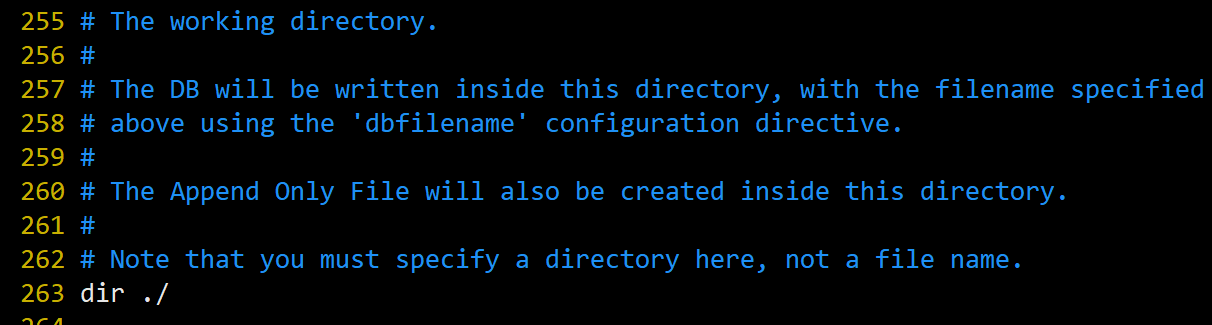 255 # The working directory.
256 #
257 # The DB will be written inside this directory, with the filename specified
258 # above using the 'dbfilename' configuration directive.
259 #
260 # The Append Only File will also be created inside this directory.
261 #
262 # Note that you must specify a directory here, not a file name.
263 dir ./
264